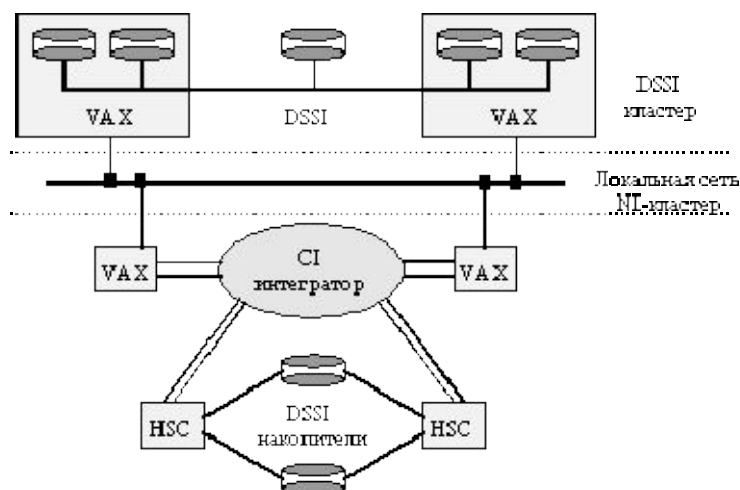 VAX
DSSI
VAX
DSSI
кластер
Локальная сеть
NI-кластер
VAX
CI
интегратор
VAX
HSC
DSSI
накопители
HSC